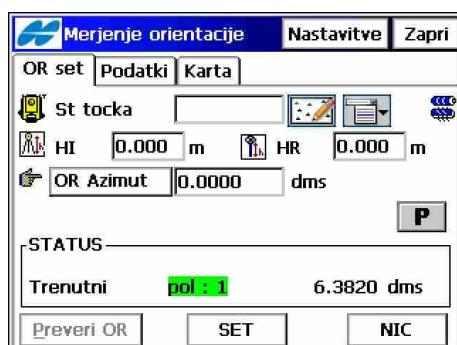 Merjenje orientacije Nastavitve Zapri
OR set Podatki Karta
St tocka
HI 0.000 m HR 0.000 m
OR Azimut 0.0000 dms
P
STATUS
Trenutni pol : 1 6.3820 dms
Preveri OR SET NIC